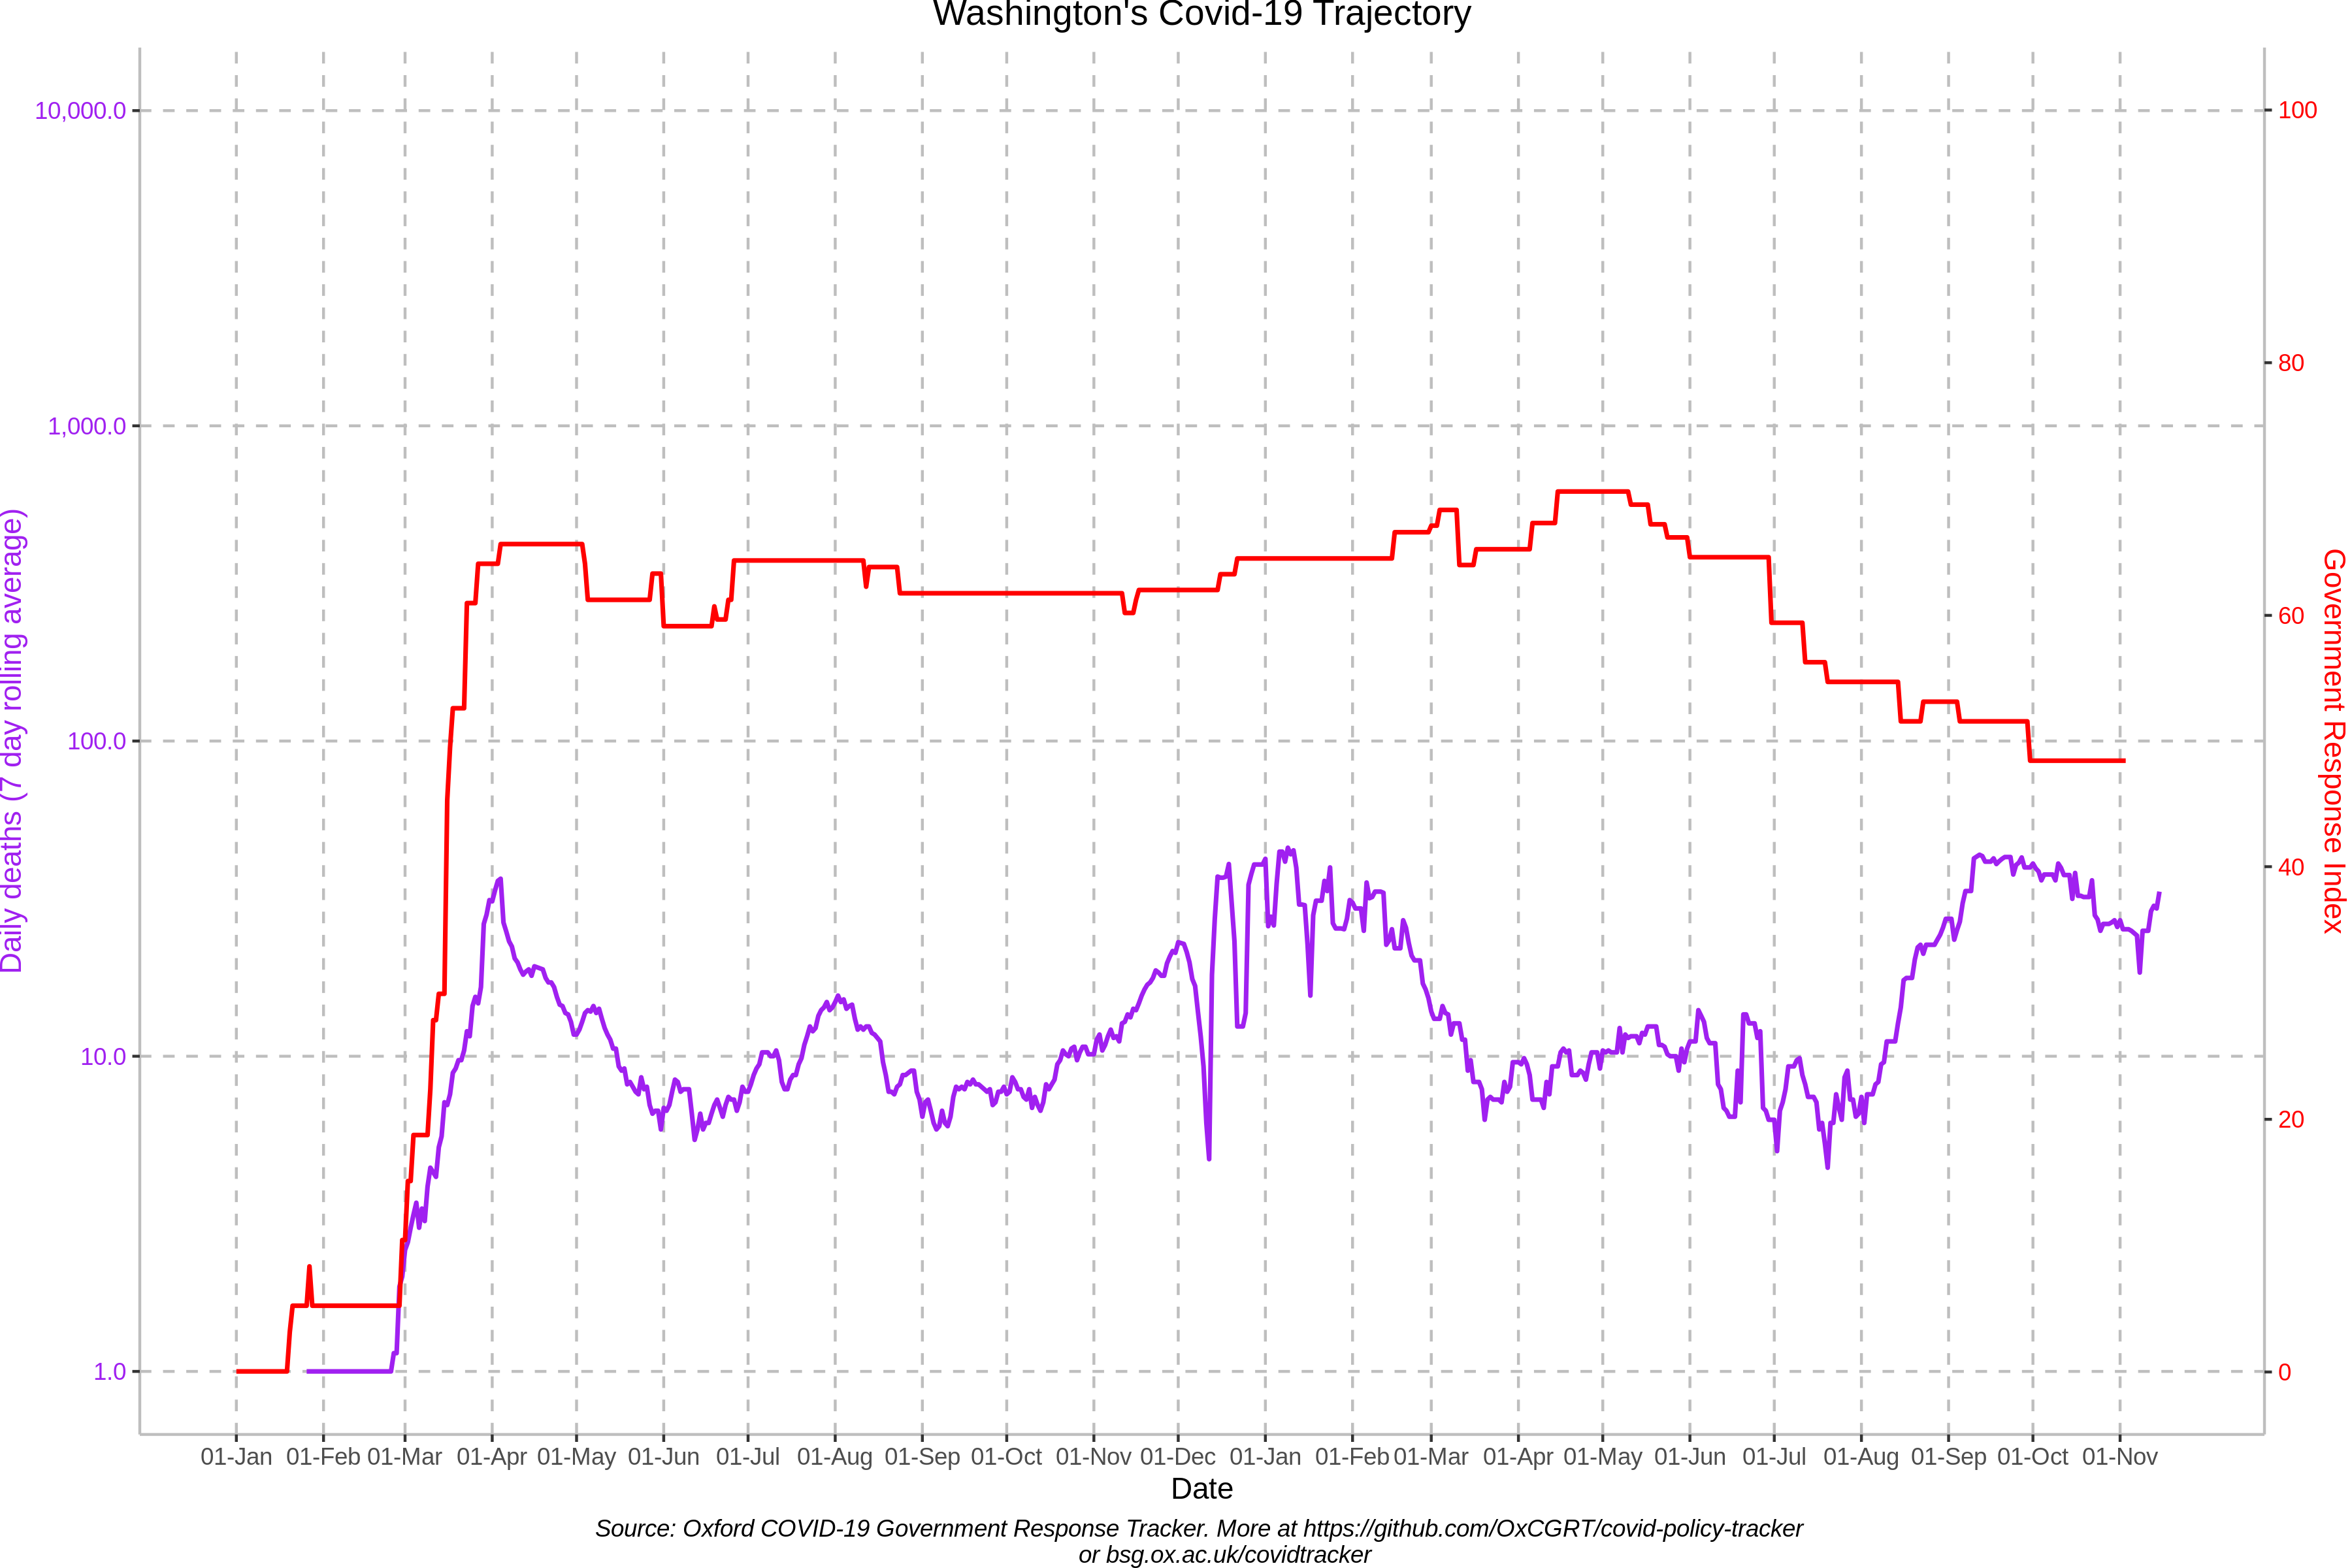 Washington's Covid-19 Trajectory
Daily deaths (7 day rolling average)
10,000.0
1,000.0
100.0
10.0
1.0
100
80
60
40
20
0
Government Response Index
01-Jan 01-Feb 01-Mar 01-Apr 01-May 01-Jun 01-Jul 01-Aug 01-Sep 01-Oct 01-Nov 01-Dec 01-Jan 01-Feb 01-Mar 01-Apr 01-May 01-Jun 01-Jul 01-Aug 01-Sep 01-Oct 01-Nov
Date
Source: Oxford COVID-19 Government Response Tracker. More at https://github.com/OxCGRT/covid-policy-tracker
or bsg.ox.ac.uk/covidtracker